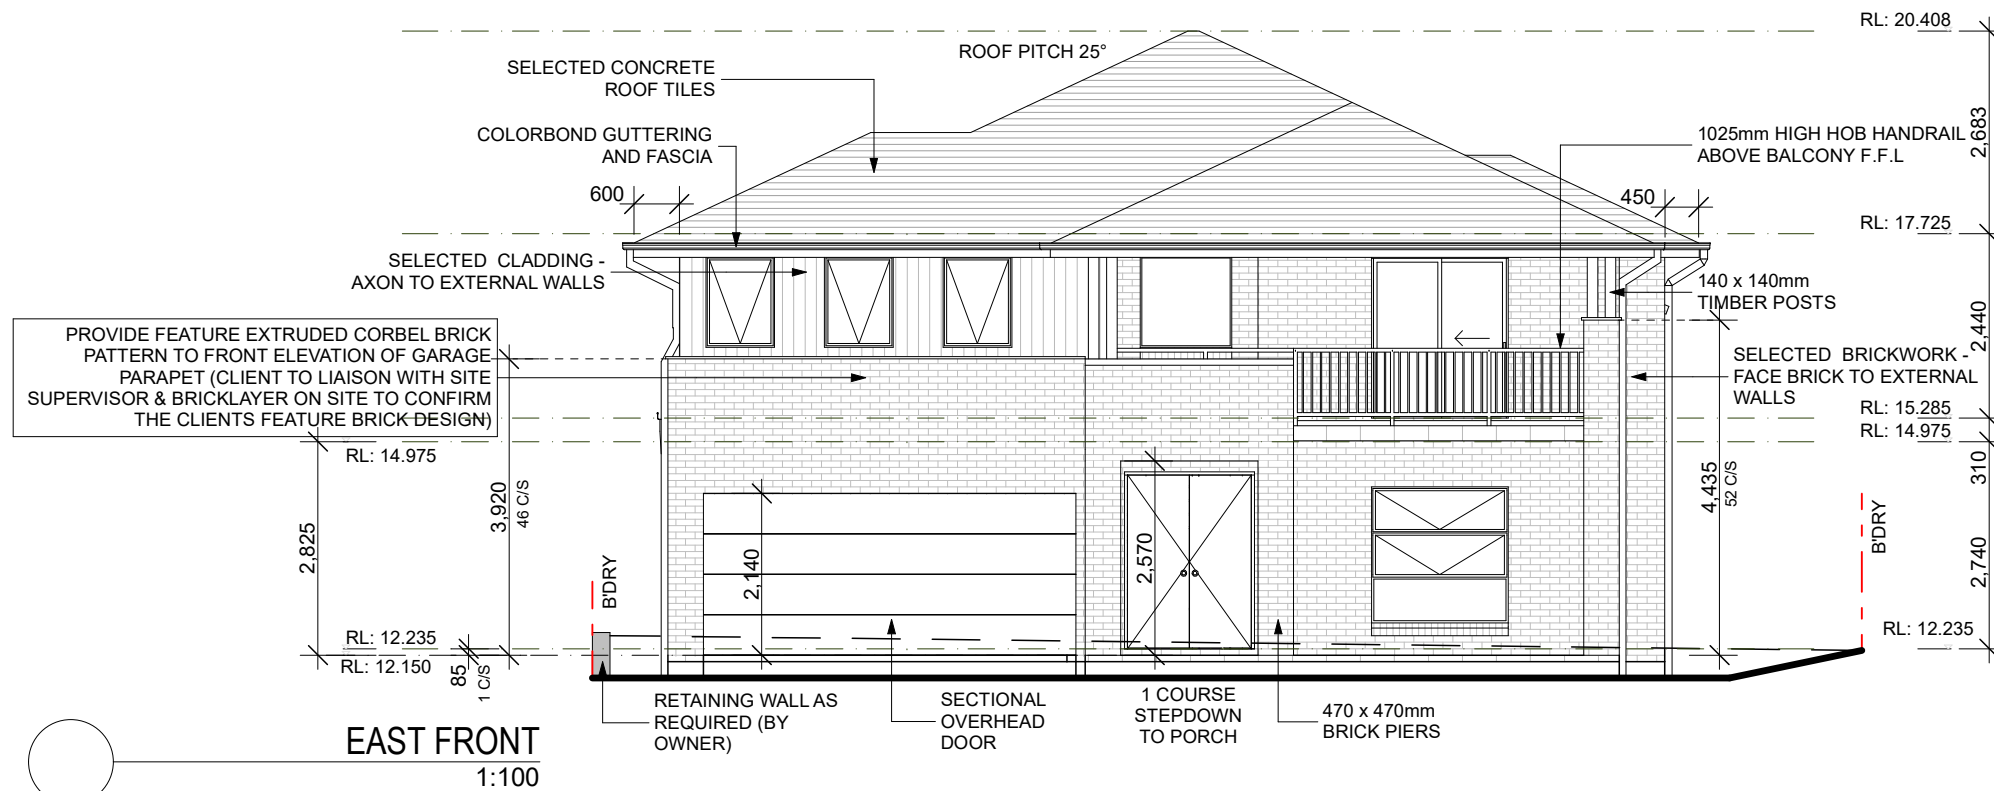 RL: 20.408
ROOF PITCH 25°
SELECTED CONCRETE
ROOF TILES
2,683
COLORBOND GUTTERING
AND FASCIA
1025mm HIGH HOB HANDRAIL
ABOVE BALCONY F.F.L
600
450
RL: 17.725
SELECTED CLADDING -
AXON TO EXTERNAL WALLS
140 x 140mm
TIMBER POSTS
2,440
PROVIDE FEATURE EXTRUDED CORBEL BRICK
PATTERN TO FRONT ELEVATION OF GARAGE
PARAPET (CLIENT TO LIAISON WITH SITE
SUPERVISOR & BRICKLAYER ON SITE TO CONFIRM
THE CLIENTS FEATURE BRICK DESIGN)
SELECTED BRICKWORK -
FACE BRICK TO EXTERNAL
WALLS
RL: 15.285
RL: 14.975
RL: 14.975
310
3,920
46 C/S
4,435
52 C/S
2,825
2,140
2,570
B'DRY
B'DRY
2,740
RL: 12.235
RL: 12.150
85
1 C/S
RL: 12.235
RETAINING WALL AS
REQUIRED (BY
OWNER)
SECTIONAL
OVERHEAD
DOOR
1 COURSE
STEPDOWN
TO PORCH
470 x 470mm
BRICK PIERS
EAST FRONT
1:100